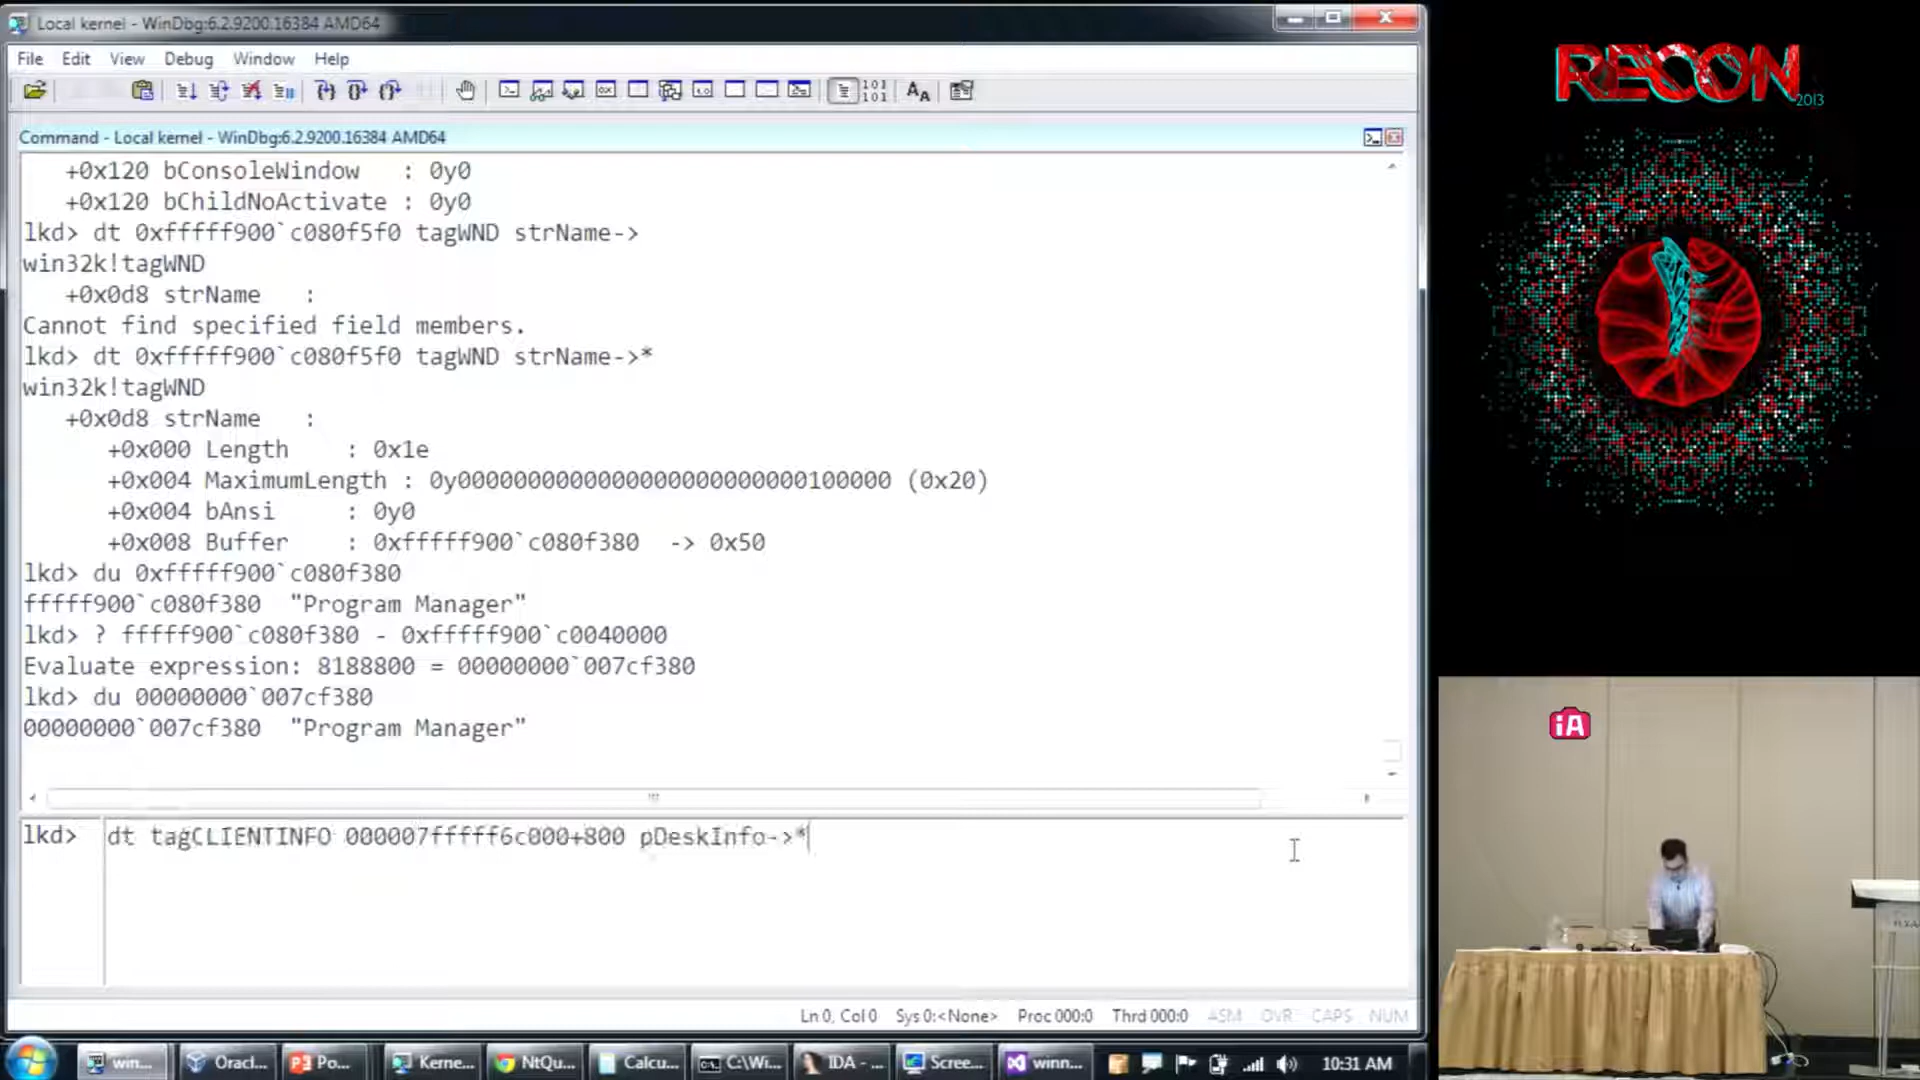 Local kernel - WinDbg:6.2.9200.16384 AMD64
File Edit View Debug Window Help
Command - Local kernel - WinDbg:6.2.9200.16384 AMD64
+0x120 bConsoleWindow : 0y0
+0x120 bChildNoActivate : 0y0
lkd> dt 0xfffff900`c080f5f0 tagWND strName->
win32k!tagWND
+0x0d8 strName :
Cannot find specified field members.
lkd> dt 0xfffff900`c080f5f0 tagWND strName->*
win32k!tagWND
+0x0d8 strName :
+0x000 Length : 0x1e
+0x004 MaximumLength : 0y0000000000000000000000000100000 (0x20)
+0x004 bAnsi : 0y0
+0x008 Buffer : 0xfffff900`c080f380 -> 0x50
lkd> du 0xfffff900`c080f380
fffff900`c080f380 "Program Manager"
lkd> ? fffff900`c080f380 - 0xfffff900`c0040000
Evaluate expression: 8188800 = 00000000`007cf380
lkd> du 00000000`007cf380
00000000`007cf380 "Program Manager"
lkd> dt tagCLIENTINFO 000007fffff6c000+800 pDeskInfo->*
Ln 0, Col 0 Sys 0:<None> Proc 000:0 Thrd 000:0 ASM OVR CAPS NUM
win... Oracl... Po... Kerne... NtQu... Calcu... C:\Wi... IDA - ... Scree... winn... 10:31 AM
RECON
2013
iA